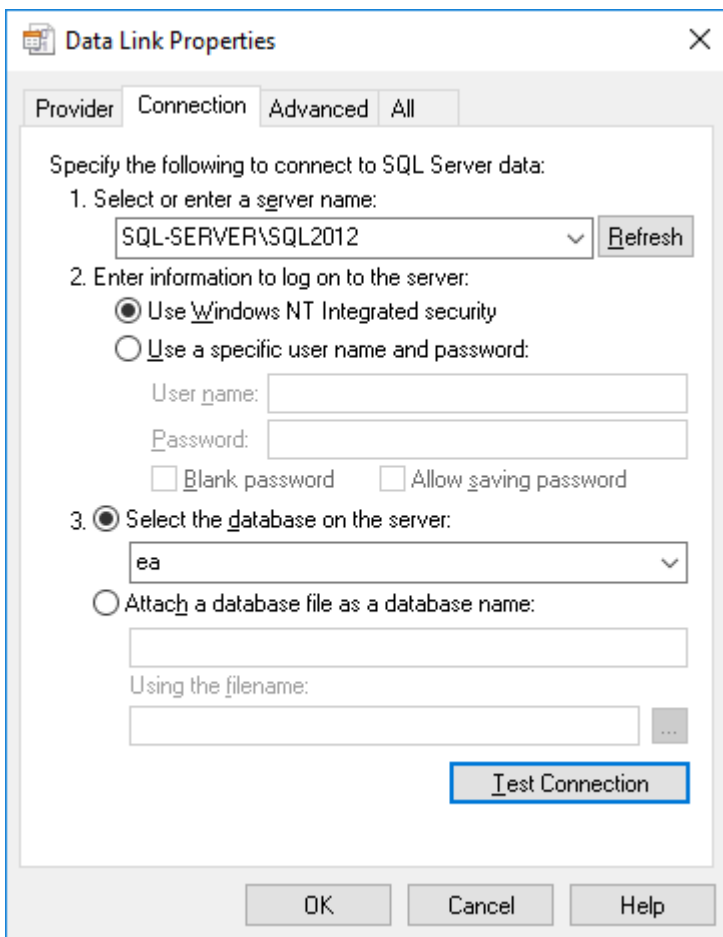 Data Link Properties
Provider Connection Advanced All
Specify the following to connect to SQL Server data:
1. Select or enter a server name:
SQL-SERVER\SQL2012 Refresh
2. Enter information to log on to the server:
Use Windows NT Integrated security
Use a specific user name and password:
User name:
Password:
Blank password Allow saving password
3. Select the database on the server:
ea
Attach a database file as a database name:
Using the filename:
...
Test Connection
OK Cancel Help